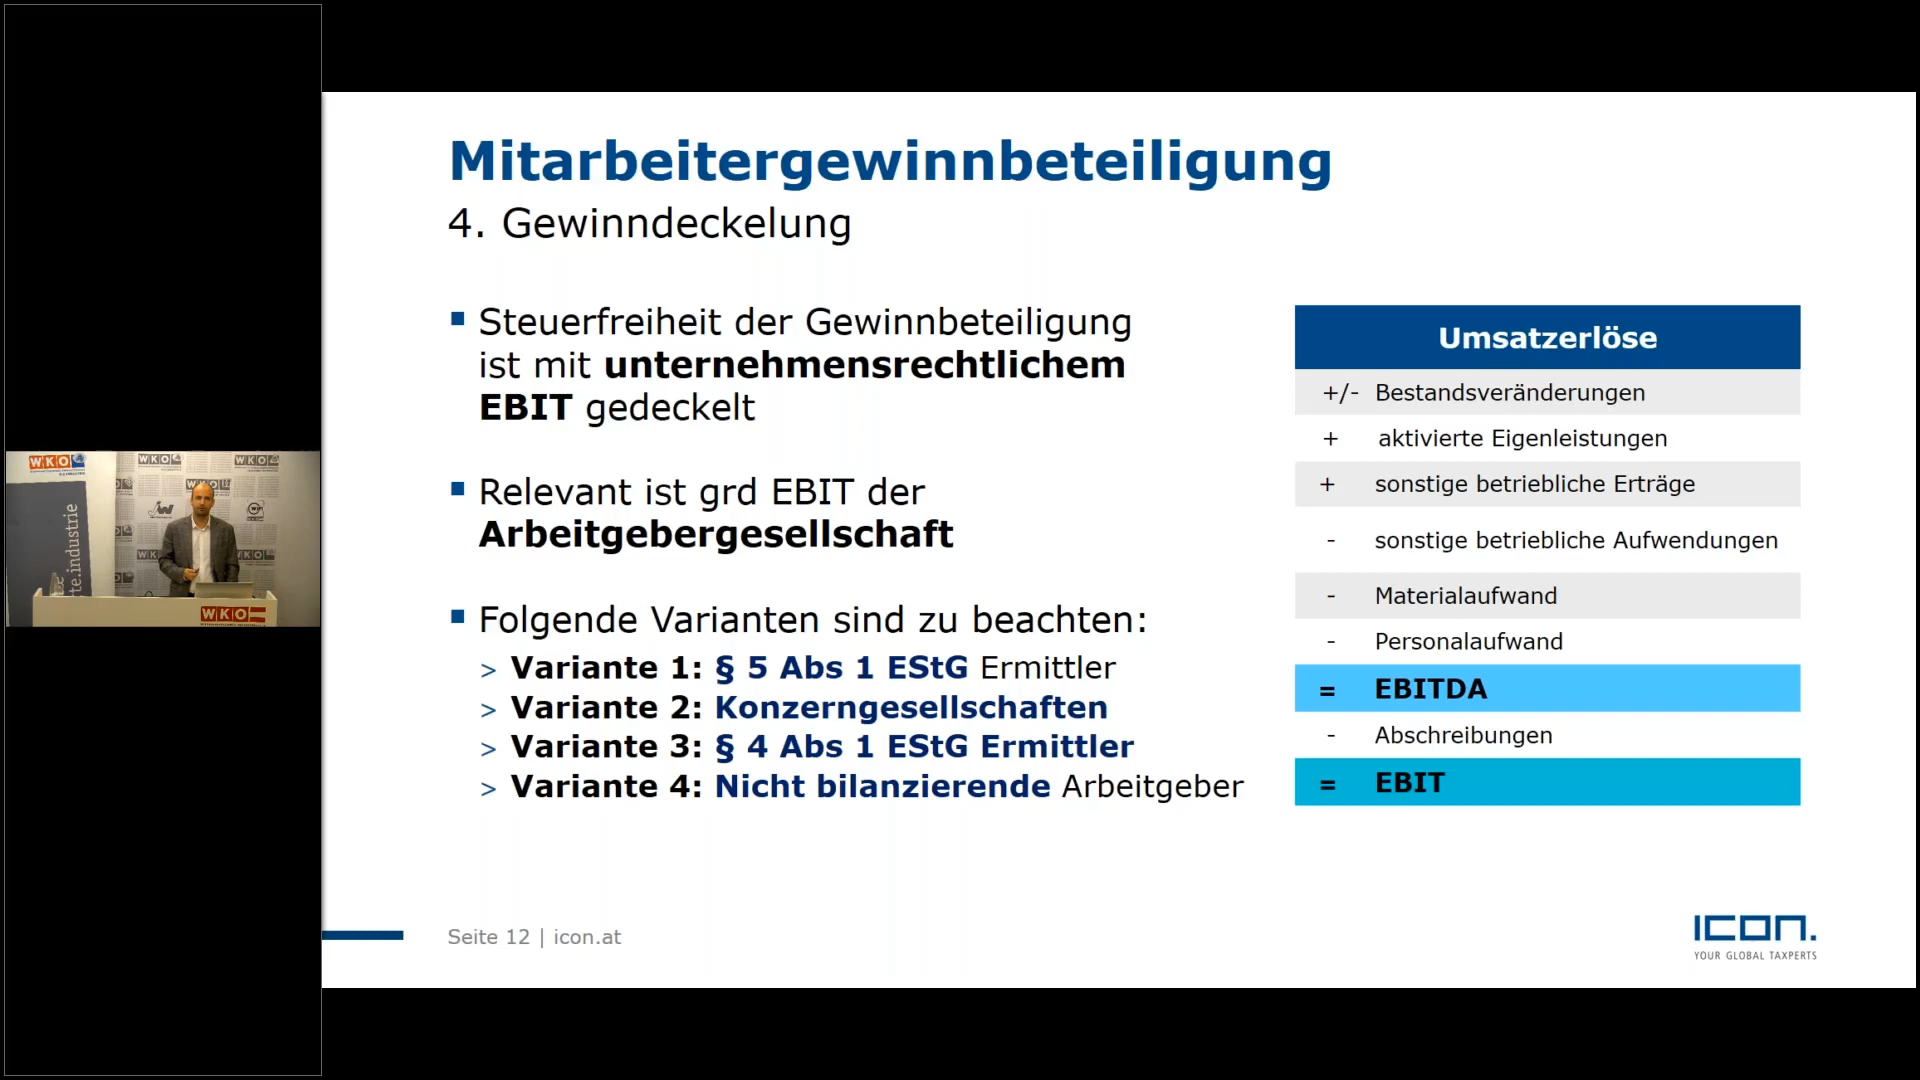 Mitarbeitergewinnbeteiligung
4. Gewinndeckelung
Steuerfreiheit der Gewinnbeteiligung
ist mit unternehmensrechtlichem
EBIT gedeckelt
Relevant ist grd EBIT der
Arbeitgebergesellschaft
Folgende Varianten sind zu beachten:
> Variante 1: § 5 Abs 1 EStG Ermittler
> Variante 2: Konzerngesellschaften
> Variante 3: § 4 Abs 1 EStG Ermittler
> Variante 4: Nicht bilanzierende Arbeitgeber
Umsatzerlöse
+/- Bestandsveränderungen
+ aktivierte Eigenleistungen
+ sonstige betriebliche Erträge
- sonstige betriebliche Aufwendungen
- Materialaufwand
- Personalaufwand
= EBITDA
- Abschreibungen
= EBIT
Seite 12 | icon.at
ICON.
YOUR GLOBAL TAXPERTS
WKO
WKO
WKO
WKO
te.industrie
WKO